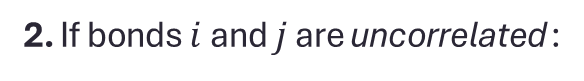 2. If bonds i and j are uncorrelated: